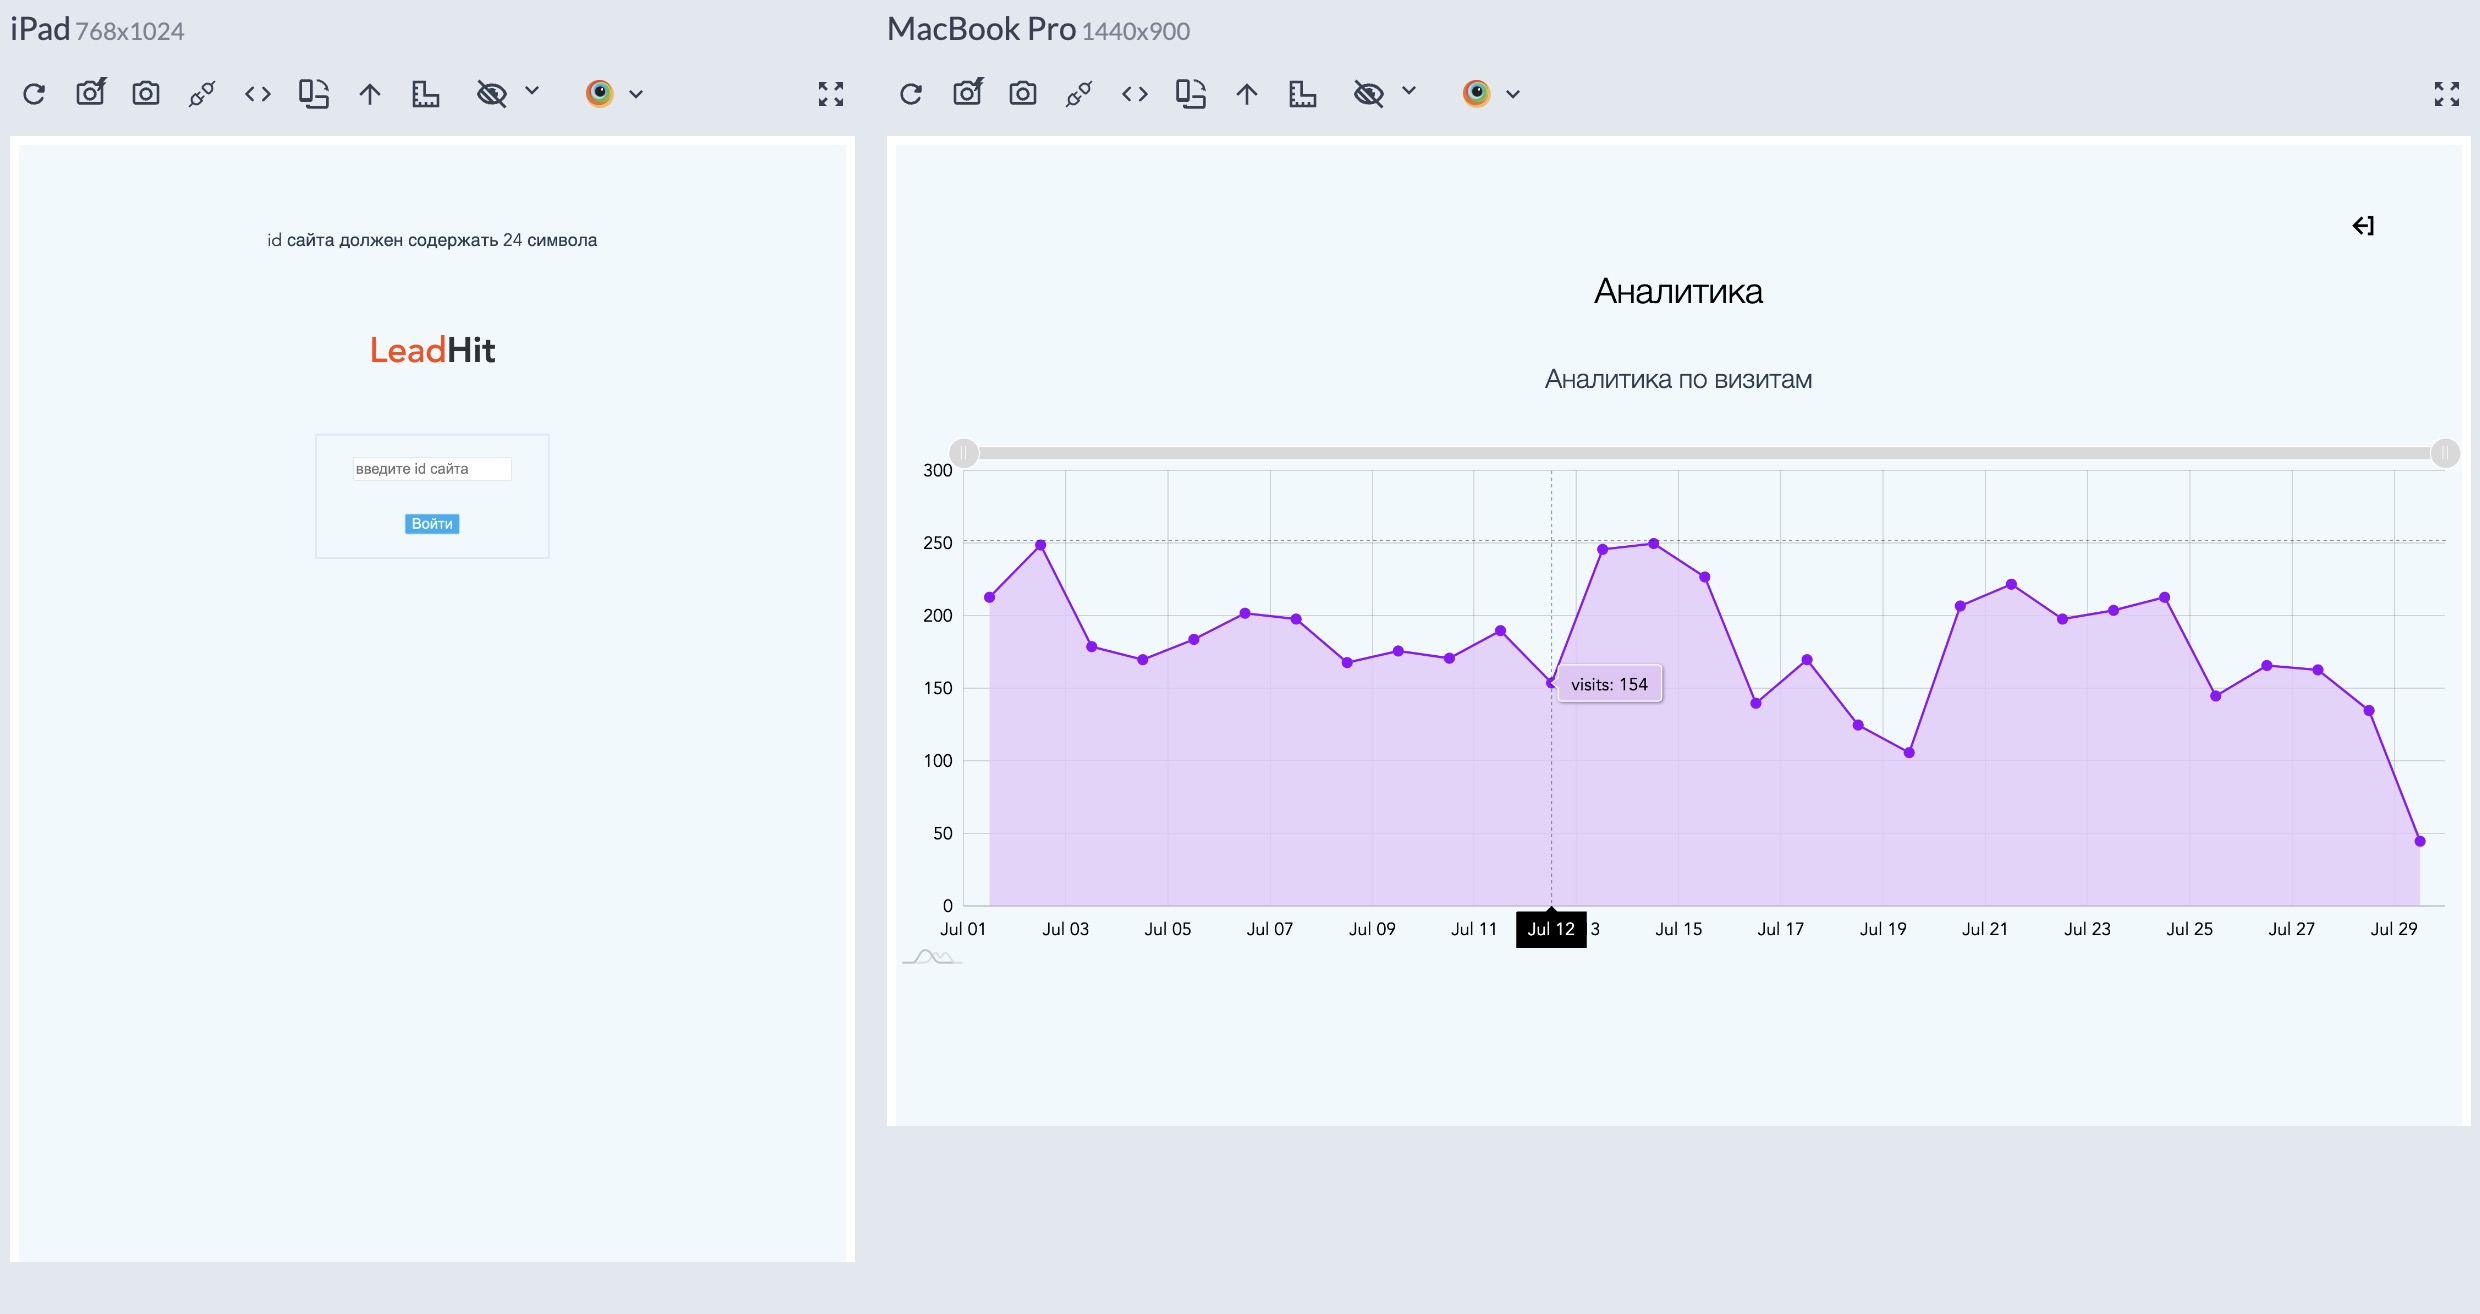 iPad 768x1024
id сайта должен содержать 24 символа
LeadHit
введите id сайта
Войти
MacBook Pro 1440x900
Аналитика
Аналитика по визитам
300
250
200
150
100
50
0
visits: 154
Jul 01 Jul 03 Jul 05 Jul 07 Jul 09 Jul 11 Jul 12 3 Jul 15 Jul 17 Jul 19 Jul 21 Jul 23 Jul 25 Jul 27 Jul 29